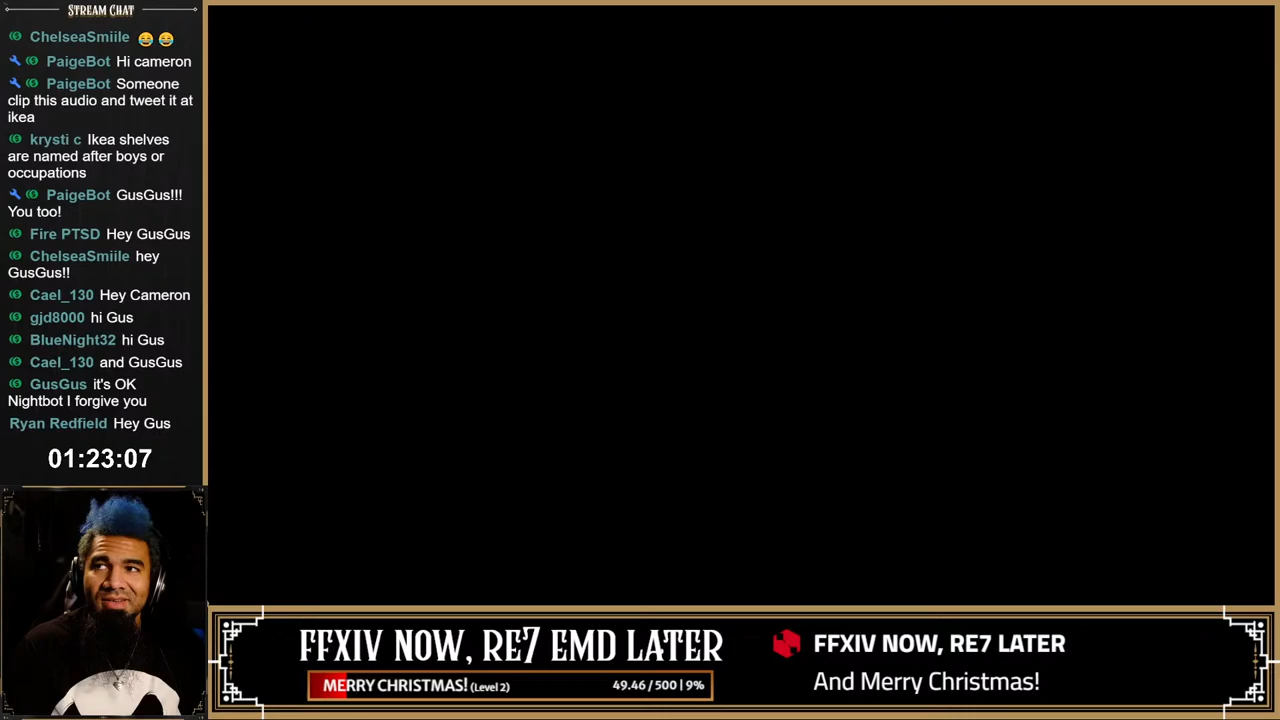 STREAM CHAT
ChelseaSmiile
PaigeBot Hi cameron
PaigeBot Someone
clip this audio and tweet it at
ikea
krysti c Ikea shelves
are named after boys or
occupations
PaigeBot GusGus!!!
You too!
Fire PTSD Hey GusGus
ChelseaSmiile hey
GusGus!!
Cael_130 Hey Cameron
gjd8000 hi Gus
BlueNight32 hi Gus
Cael_130 and GusGus
GusGus it's OK
Nightbot I forgive you
Ryan Redfield Hey Gus
01:23:07
FFXIV NOW, RE7 EMD LATER
MERRY CHRISTMAS! (Level 2) 49.46 / 500 | 9%
FFXIV NOW, RE7 LATER
And Merry Christmas!